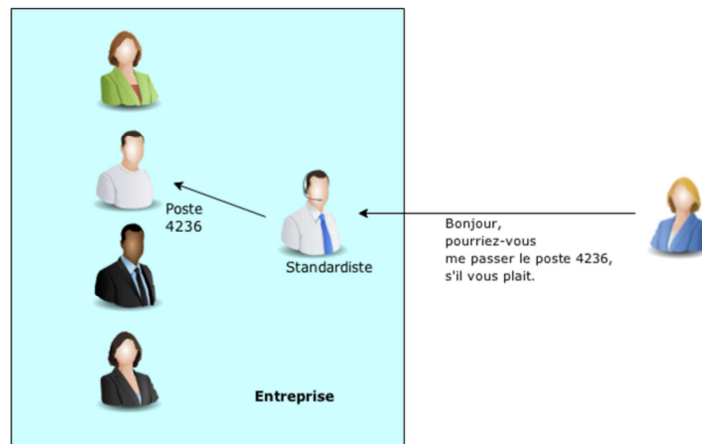 Poste
4236
Standardiste
Bonjour,
pourriez-vous
me passer le poste 4236,
s'il vous plait.
Entreprise